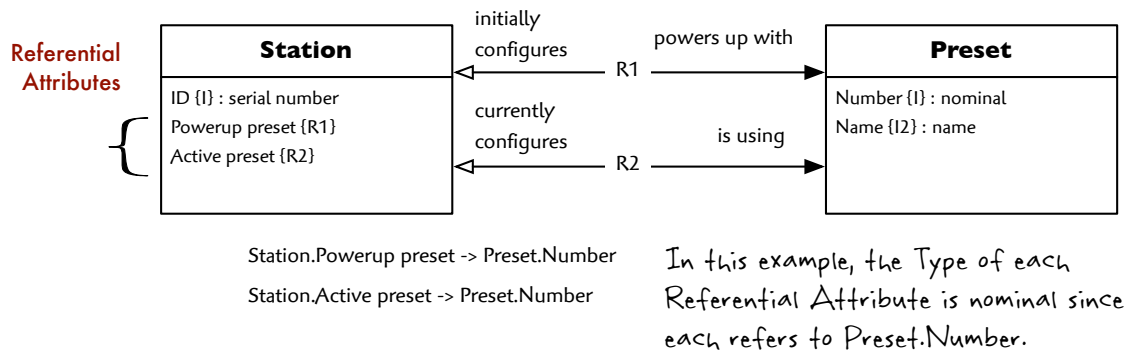 Referential
Attributes
Station
ID {I} : serial number
Powerup preset {R1}
Active preset {R2}
initially
configures
R1
powers up with
currently
configures
R2
is using
Preset
Number {I} : nominal
Name {I2} : name
Station.Powerup preset -> Preset.Number
Station.Active preset -> Preset.Number
In this example, the Type of each
Referential Attribute is nominal since
each refers to Preset.Number.